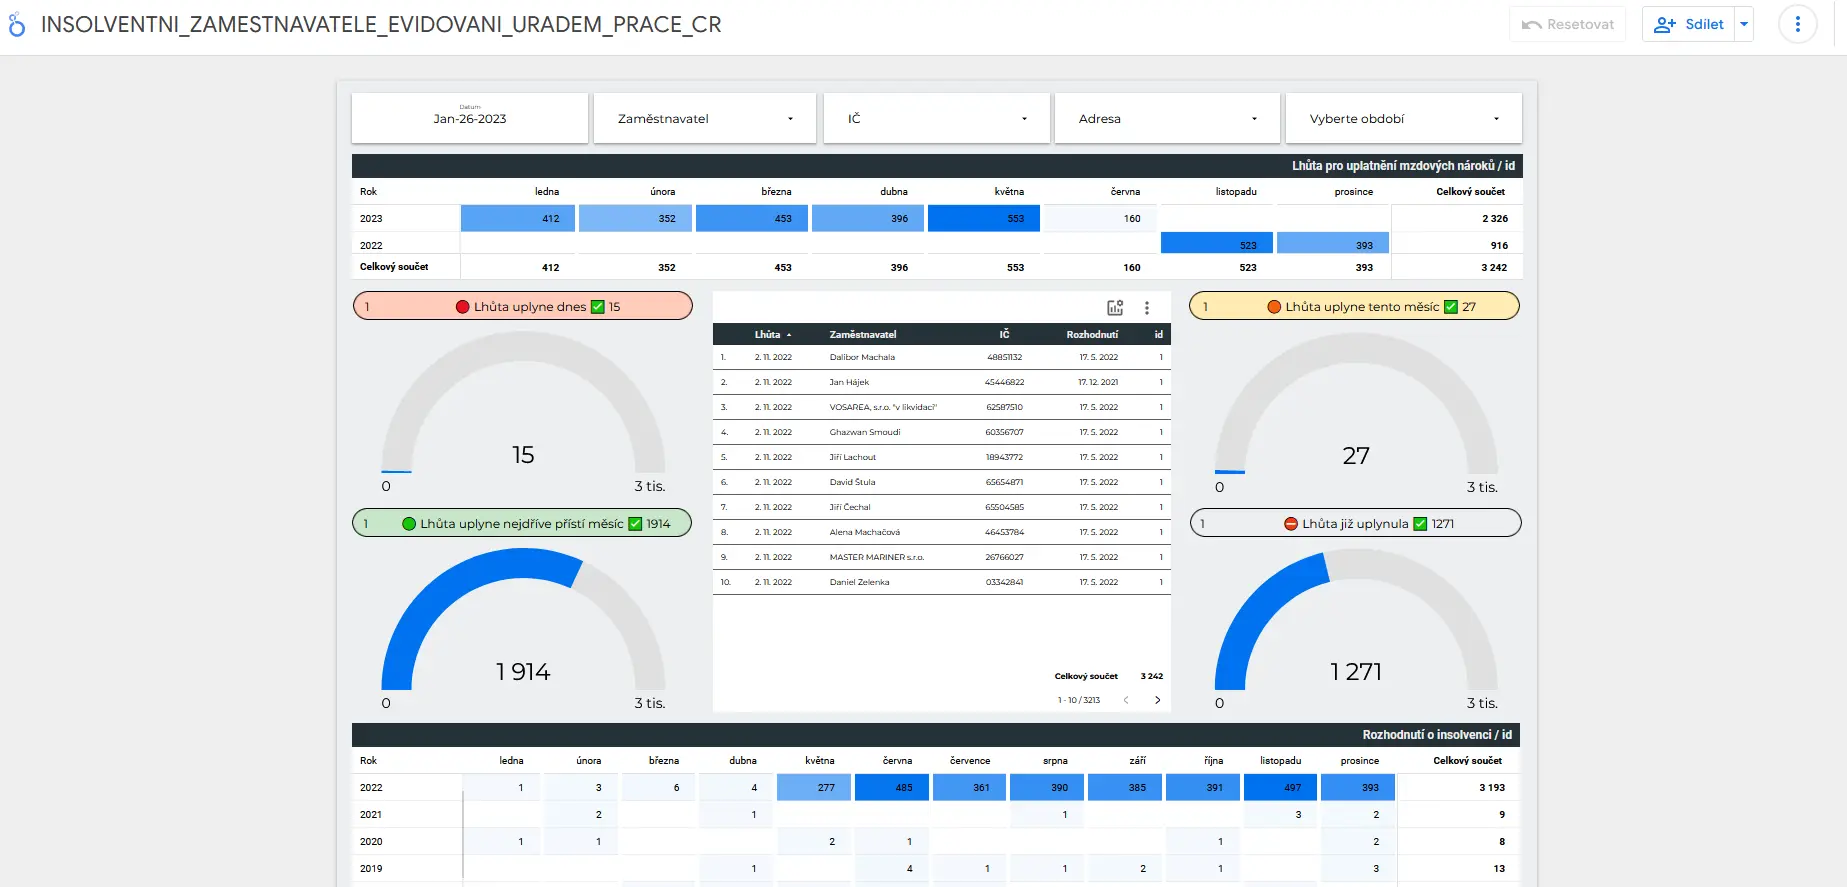 INSOLVENTNI_ZAMESTNAVATELE_EVIDOVANI_URADEM_PRACE_CR
Resetovat
Sdílet
Datum
Jan-26-2023
Zaměstnavatel
IČ
Adresa
Vyberte období
Lhůta pro uplatnění mzdových nároků / id
Rok ledna února března dubna května června listopadu prosince Celkový součet
2023 412 352 453 396 553 160 2 326
2022 523 393 916
Celkový součet 412 352 453 396 553 160 523 393 3 242
1 🔴 Lhůta uplyne dnes ✅ 15
15
0 3 tis.
1 🟢 Lhůta uplyne nejdříve přístí měsíc ✅ 1914
1 914
0 3 tis.
Lhůta Zaměstnavatel IČ Rozhodnutí id
1. 2. 11. 2022 Dalibor Machala 48851132 17. 5. 2022 1
2. 2. 11. 2022 Jan Hájek 45446822 17. 12. 2021 1
3. 2. 11. 2022 VOSAREA, s.r.o. "v likvidaci" 62587510 17. 5. 2022 1
4. 2. 11. 2022 Ghazwan Smoudi 60356707 17. 5. 2022 1
5. 2. 11. 2022 Jiří Lachout 18943772 17. 5. 2022 1
6. 2. 11. 2022 David Štula 65654871 17. 5. 2022 1
7. 2. 11. 2022 Jiří Čechal 65504585 17. 5. 2022 1
8. 2. 11. 2022 Alena Machačová 46453784 17. 5. 2022 1
9. 2. 11. 2022 MASTER MARINER s.r.o. 26766027 17. 5. 2022 1
10. 2. 11. 2022 Daniel Zelenka 03342841 17. 5. 2022 1
Celkový součet 3 242
1 - 10 / 3213
1 🟠 Lhůta uplyne tento měsíc ✅ 27
27
0 3 tis.
1 ⛔ Lhůta již uplynula ✅ 1271
1 271
0 3 tis.
Rozhodnutí o insolvenci / id
Rok ledna února března dubna května června července srpna září října listopadu prosince Celkový součet
2022 1 3 6 4 277 485 361 390 385 391 497 393 3 193
2021 2 1 1 3 2 9
2020 1 1 2 1 1 2 8
2019 1 4 1 1 2 1 3 13